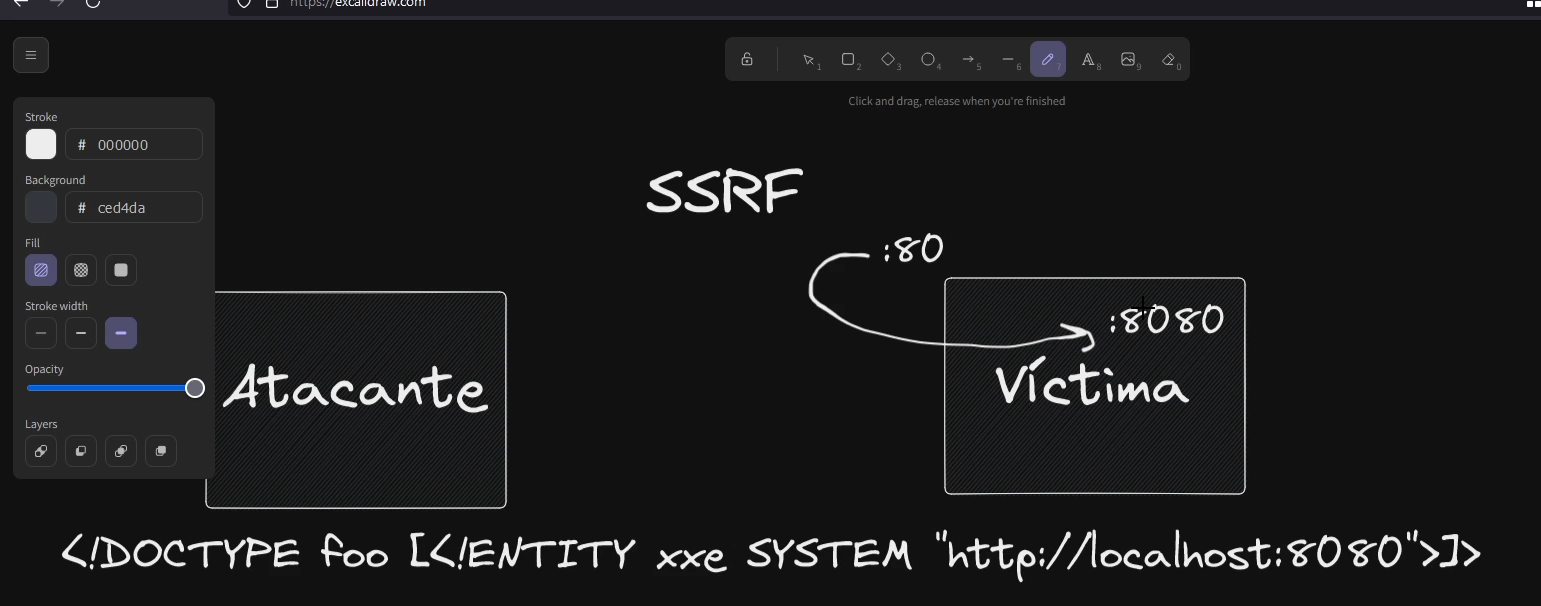 https://excalidraw.com
1 2 3 4 5 6 7 A 8 9 0
Click and drag, release when you're finished
Stroke
# 000000
Background
# ced4da
Fill
Stroke width
Opacity
Layers
SSRF
:80
:8080
Atacante
Víctima
<!DOCTYPE foo [<!ENTITY xxe SYSTEM "http://localhost:8080">]>